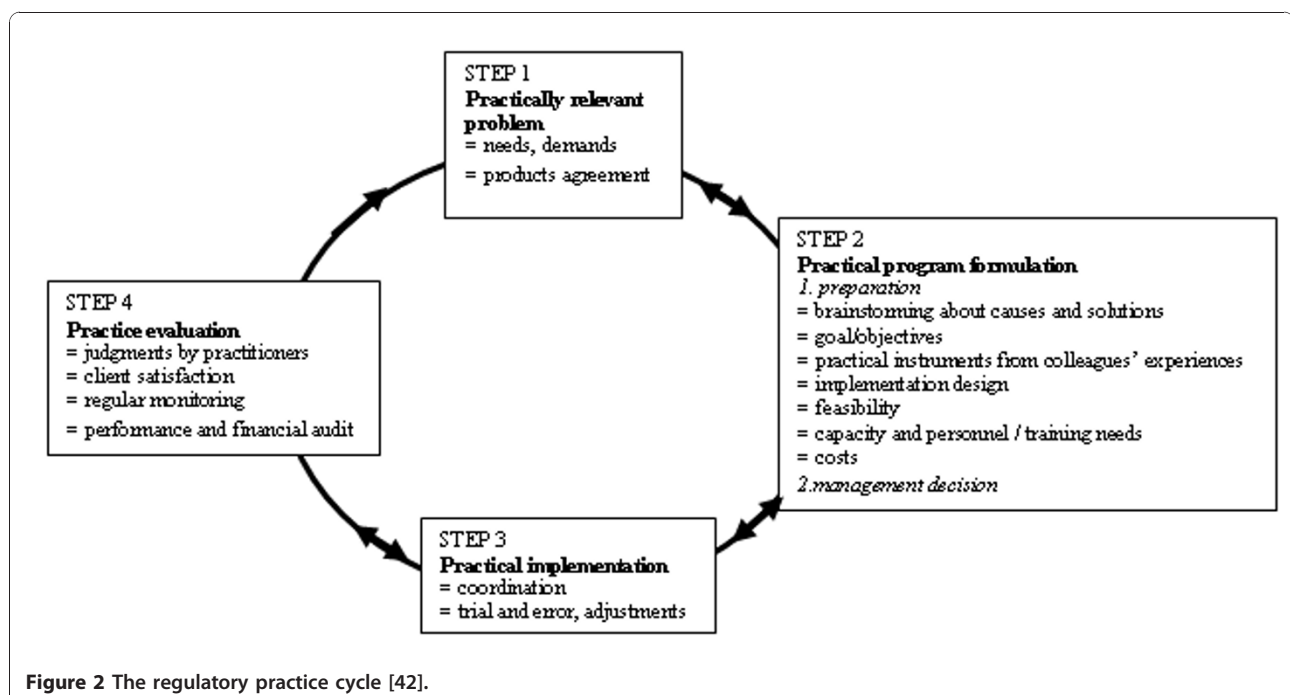 STEP 1
Practically relevant
problem
= needs, demands
= products agreement
STEP 2
Practical program formulation
1. preparation
= brainstorming about causes and solutions
= goal/objectives
= practical instruments from colleagues’ experiences
= implementation design
= feasibility
= capacity and personnel / training needs
= costs
2.management decision
STEP 3
Practical implementation
= coordination
= trial and error, adjustments
STEP 4
Practice evaluation
= judgments by practitioners
= client satisfaction
= regular monitoring
= performance and financial audit
Figure 2 The regulatory practice cycle [42].